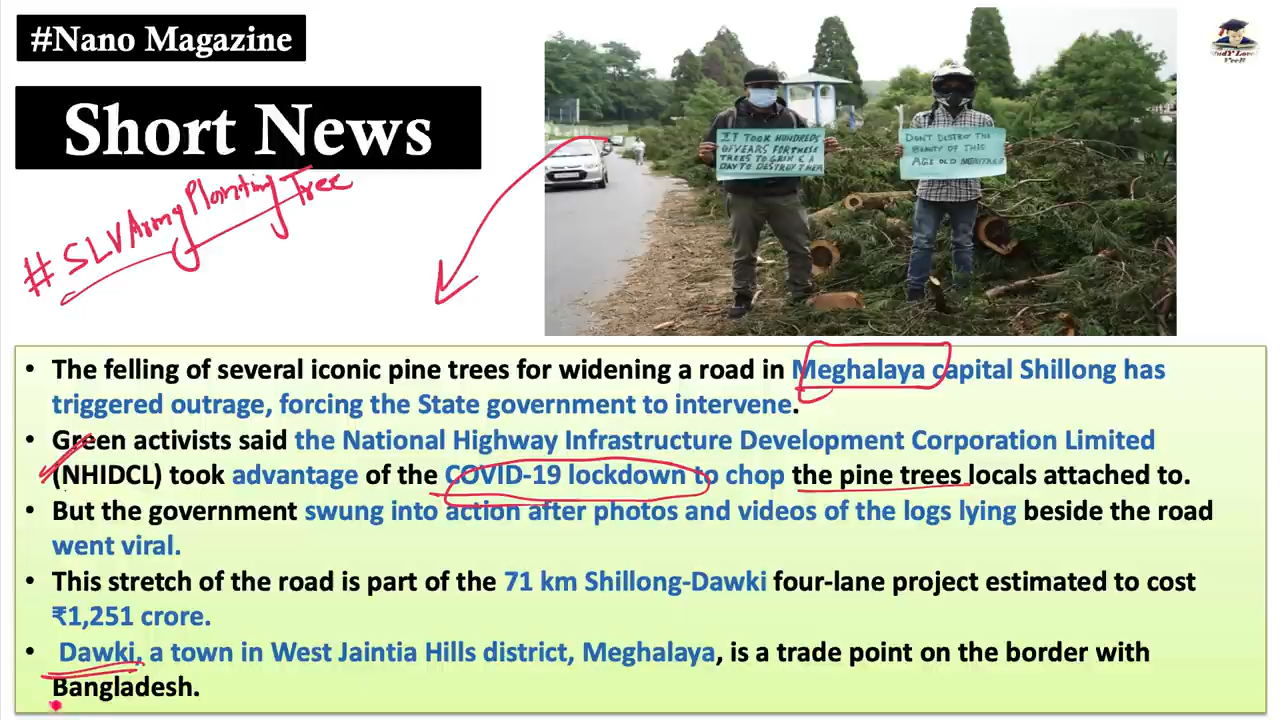 #Nano Magazine
Short News
#SLVArmyPlantingTree
StudY Lover
VeeR
IT TOOK HUNDREDS
OF YEARS FOR THESE
TREES TO GROW & A
DAY TO DESTROY THEM
DON'T DESTROY THE
BEAUTY OF THIS
AGE OLD
• The felling of several iconic pine trees for widening a road in Meghalaya capital Shillong has
triggered outrage, forcing the State government to intervene.
• Green activists said the National Highway Infrastructure Development Corporation Limited
(NHIDCL) took advantage of the COVID-19 lockdown to chop the pine trees locals attached to.
• But the government swung into action after photos and videos of the logs lying beside the road
went viral.
• This stretch of the road is part of the 71 km Shillong-Dawki four-lane project estimated to cost
₹1,251 crore.
• Dawki, a town in West Jaintia Hills district, Meghalaya, is a trade point on the border with
Bangladesh.